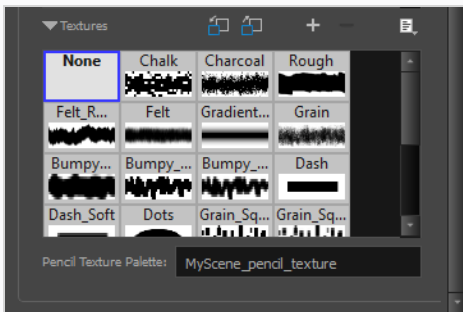 Textures
None Chalk Charcoal Rough
Felt_R... Felt Gradient... Grain
Bumpy... Bumpy_... Bumpy_... Dash
Dash_Soft Dots Grain_Sq... Grain_Sq...
Pencil Texture Palette: MyScene_pencil_texture